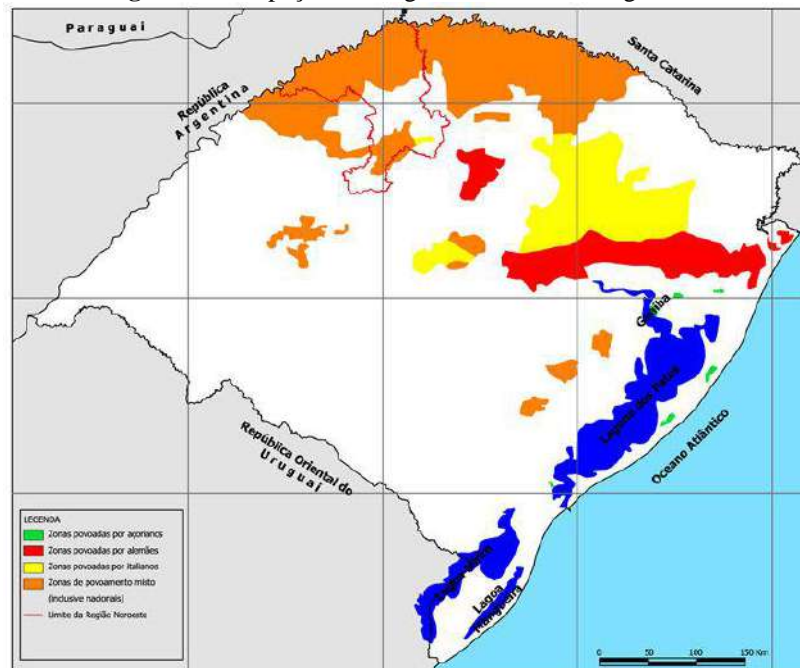 Paraguai
Santa Catarina
República
Argentina
Guaíba
Laguna dos Patos
Oceano Atlântico
República Oriental do
Uruguai
Lagoa Mirim
Lagoa
Mangueira
LEGENDA
Zonas povoadas por açorianos
Zonas povoadas por alemães
Zonas povoadas por italianos
Zonas de povoamento misto
(inclusive nacionais)
Limite da Região Noroeste
0 50 100 150 Km